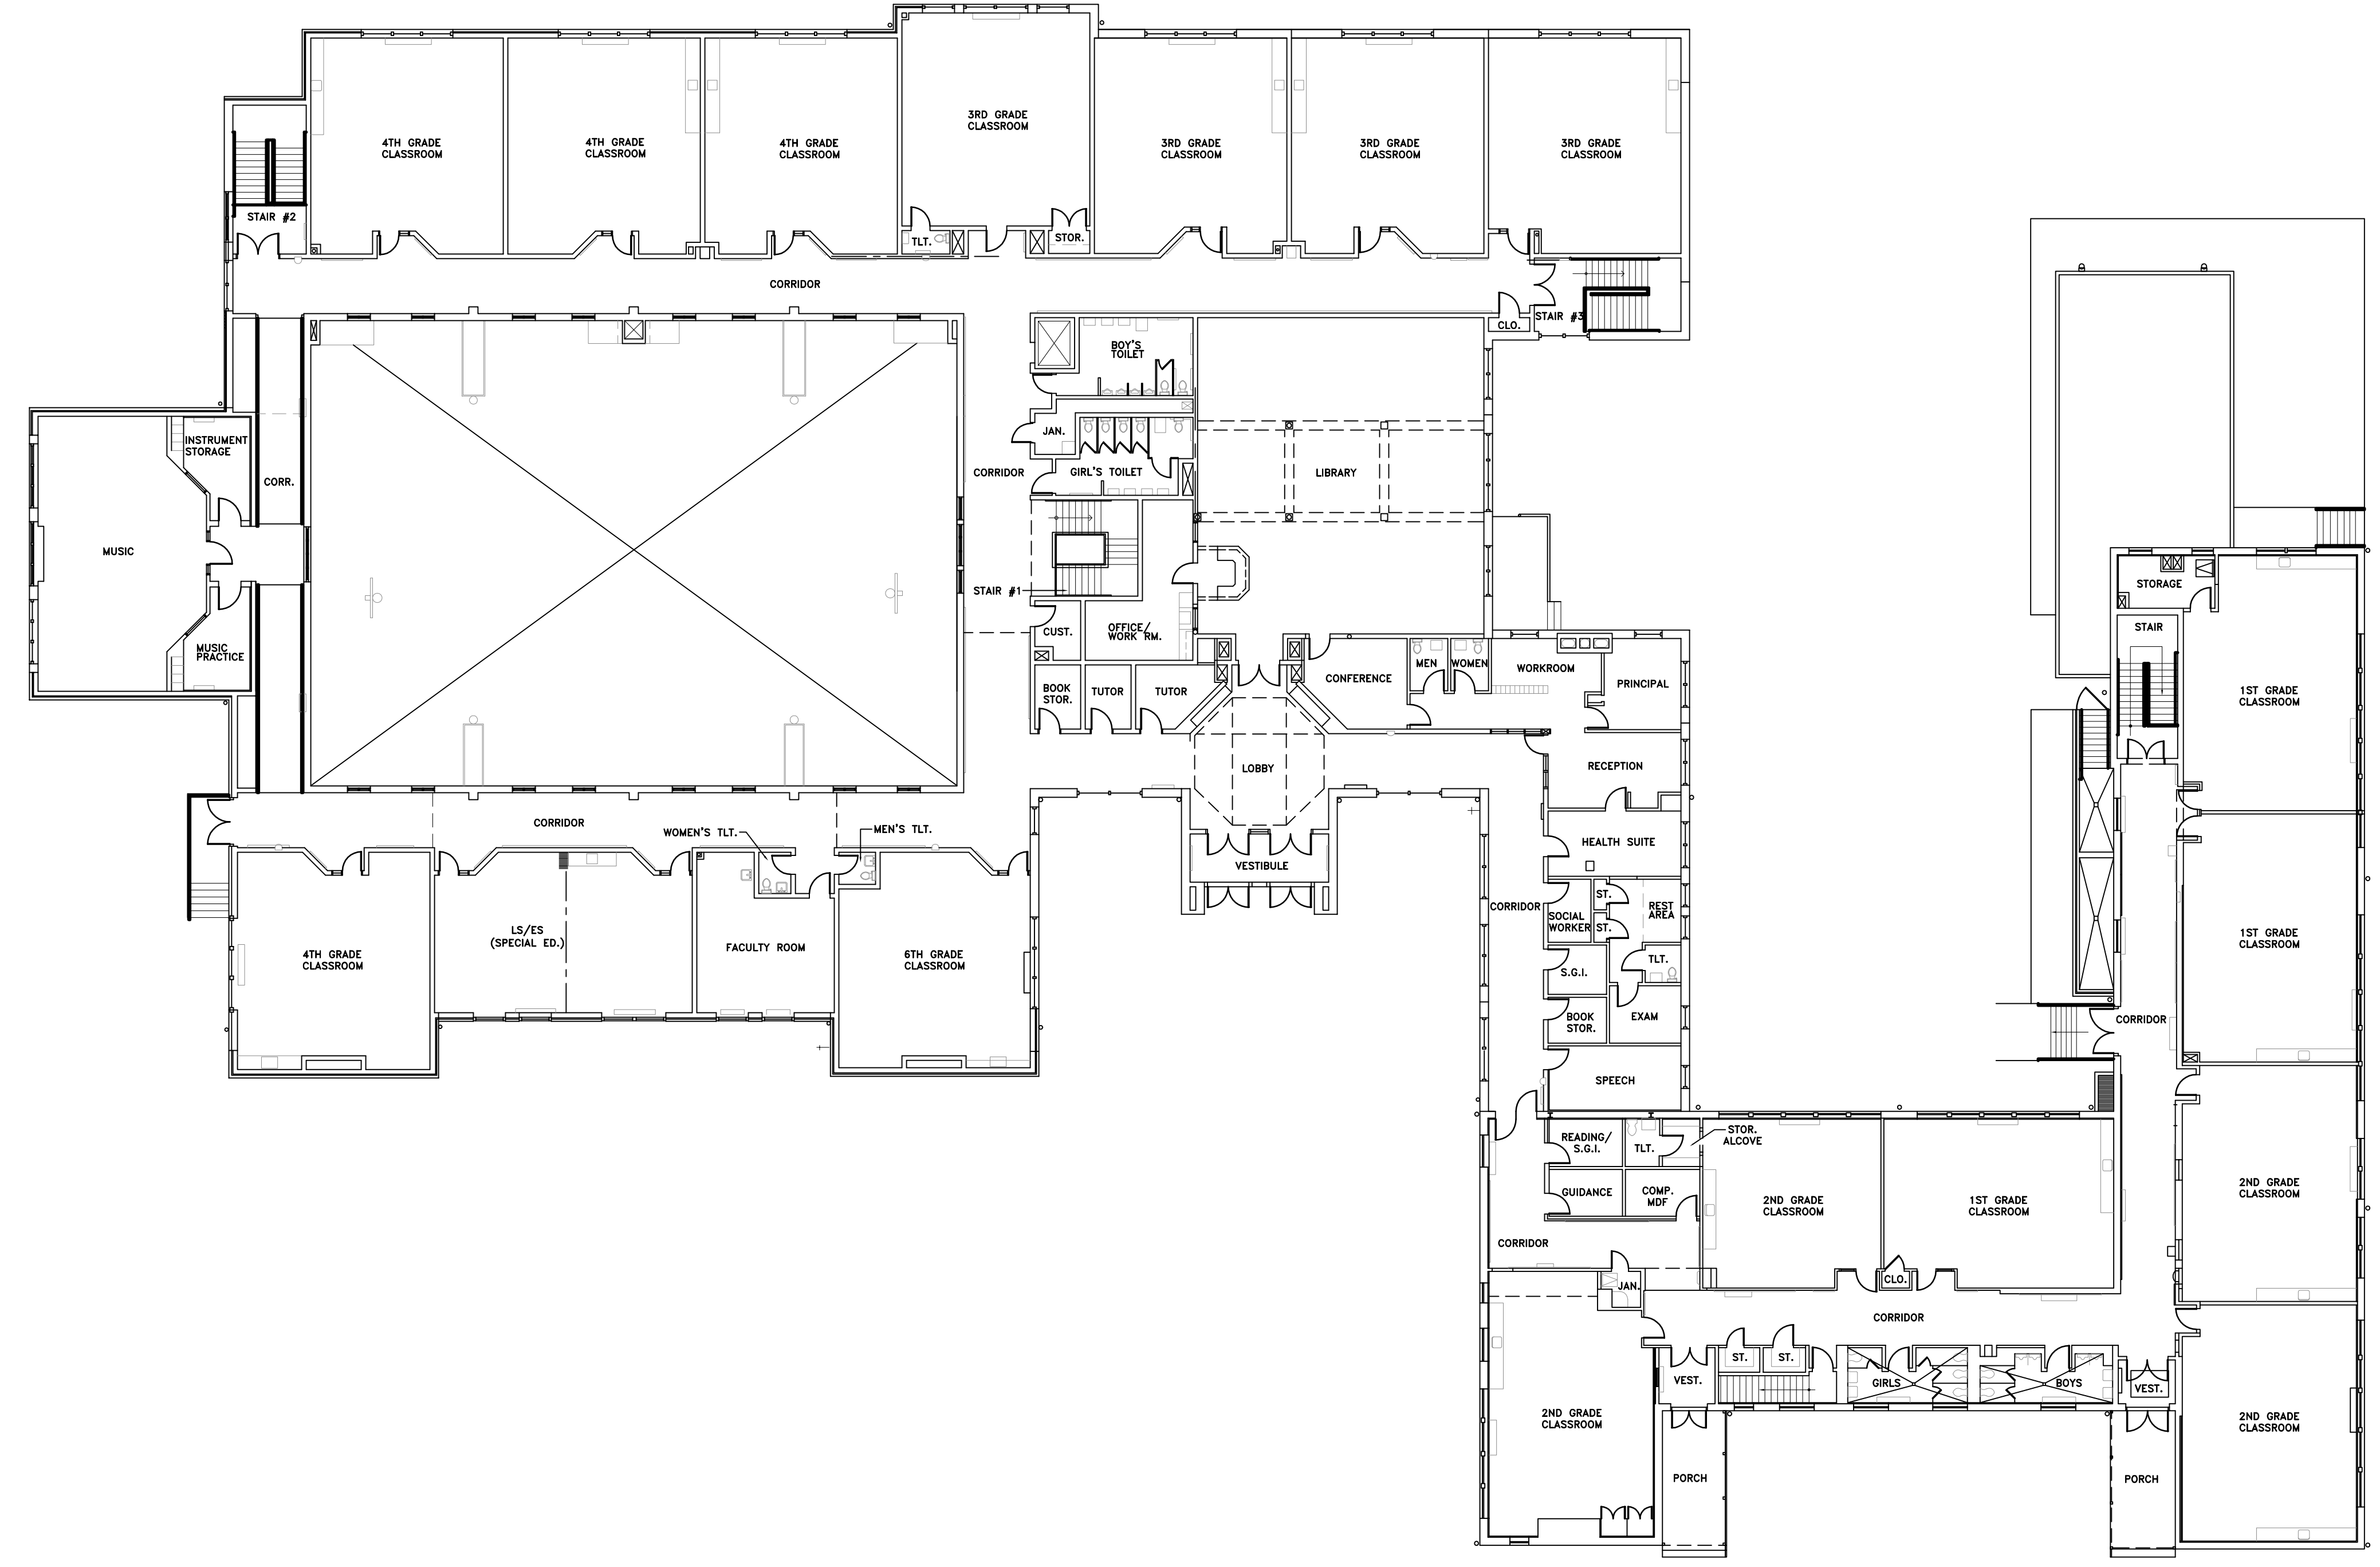 3RD GRADE
CLASSROOM
4TH GRADE
CLASSROOM
4TH GRADE
CLASSROOM
4TH GRADE
CLASSROOM
3RD GRADE
CLASSROOM
3RD GRADE
CLASSROOM
3RD GRADE
CLASSROOM
STAIR #2
TLT.
STOR.
CORRIDOR
STAIR #3
CLO.
BOY'S
TOILET
INSTRUMENT
STORAGE
JAN.
CORR.
CORRIDOR
GIRL'S TOILET
LIBRARY
MUSIC
STORAGE
STAIR #1
CUST.
OFFICE/
WORK RM.
STAIR
MUSIC
PRACTICE
MEN
WOMEN
WORKROOM
CONFERENCE
PRINCIPAL
BOOK
STOR.
TUTOR
TUTOR
1ST GRADE
CLASSROOM
LOBBY
RECEPTION
CORRIDOR
WOMEN'S TLT.
MEN'S TLT.
HEALTH SUITE
VESTIBULE
ST.
CORRIDOR
REST
AREA
SOCIAL
WORKER
ST.
LS/ES
(SPECIAL ED.)
FACULTY ROOM
4TH GRADE
CLASSROOM
6TH GRADE
CLASSROOM
1ST GRADE
CLASSROOM
TLT.
S.G.I.
BOOK
STOR.
EXAM
CORRIDOR
SPEECH
READING/
S.G.I.
TLT.
STOR.
ALCOVE
GUIDANCE
COMP.
MDF
2ND GRADE
CLASSROOM
1ST GRADE
CLASSROOM
2ND GRADE
CLASSROOM
CORRIDOR
JAN.
CLO.
CORRIDOR
ST.
ST.
VEST.
GIRLS
BOYS
VEST.
2ND GRADE
CLASSROOM
2ND GRADE
CLASSROOM
PORCH
PORCH